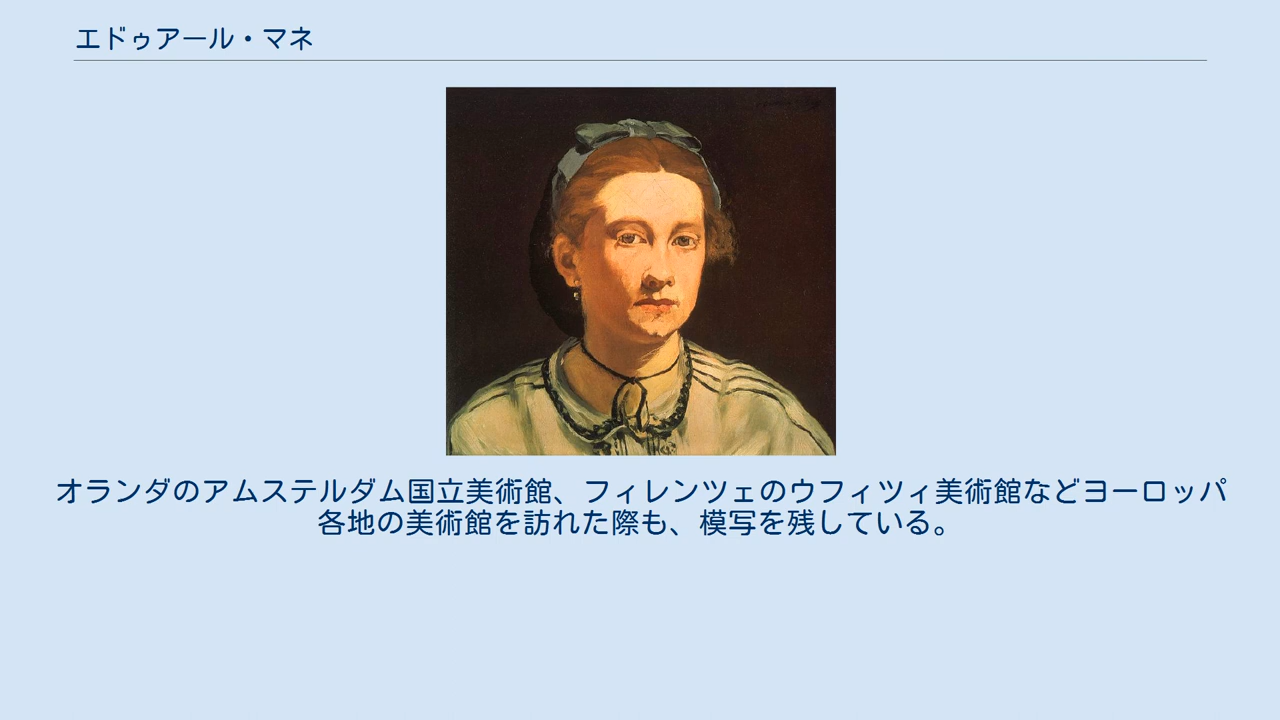 エドゥアール・マネ
オランダのアムステルダム国立美術館、フィレンツェのウフィツィ美術館などヨーロッパ
各地の美術館を訪れた際も、模写を残している。